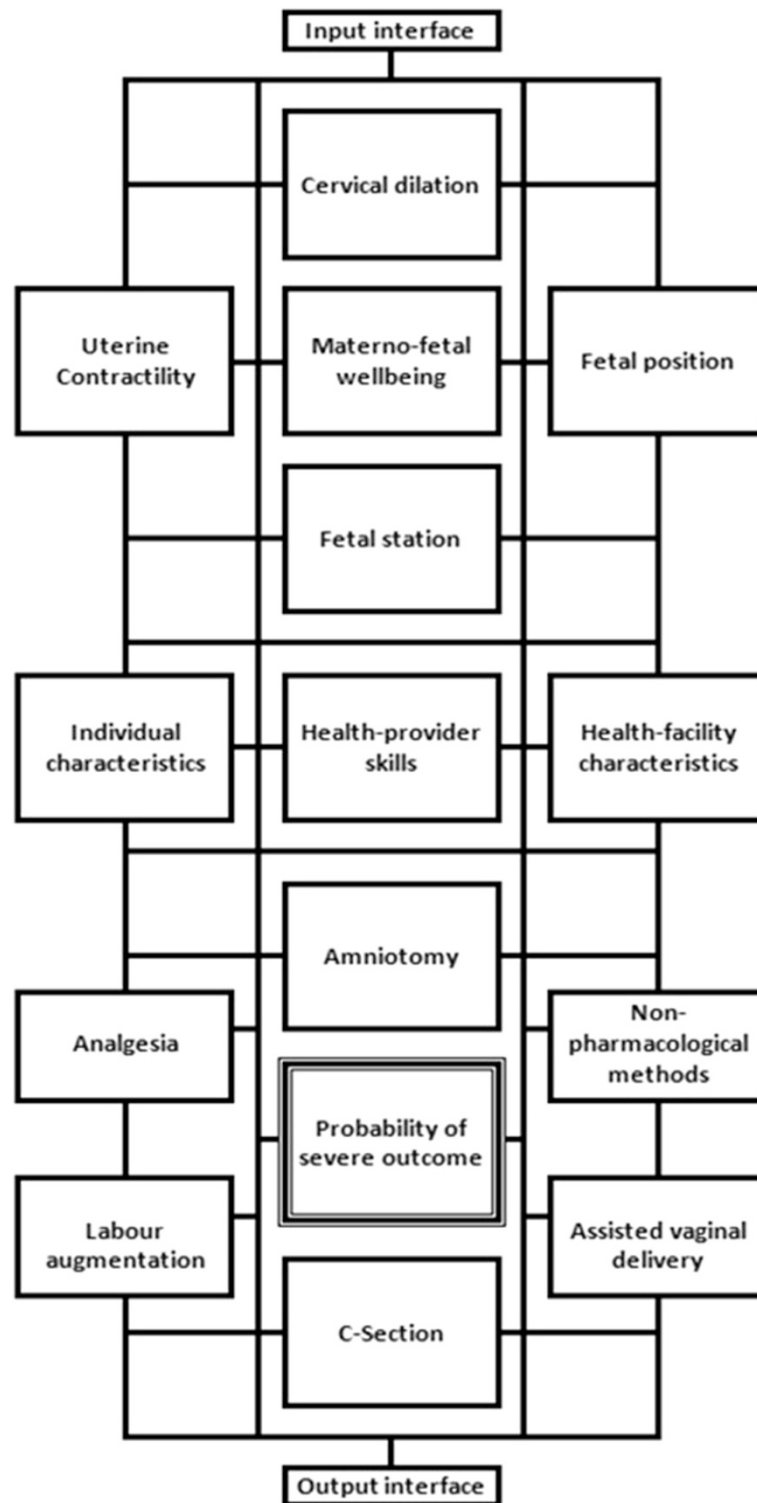 Input interface
Cervical dilation
Uterine
Contractility
Materno-fetal
wellbeing
Fetal position
Fetal station
Individual
characteristics
Health-provider
skills
Health-facility
characteristics
Amniotomy
Analgesia
Non-
pharmacological
methods
Probability of
severe outcome
Labour
augmentation
Assisted vaginal
delivery
C-Section
Output interface